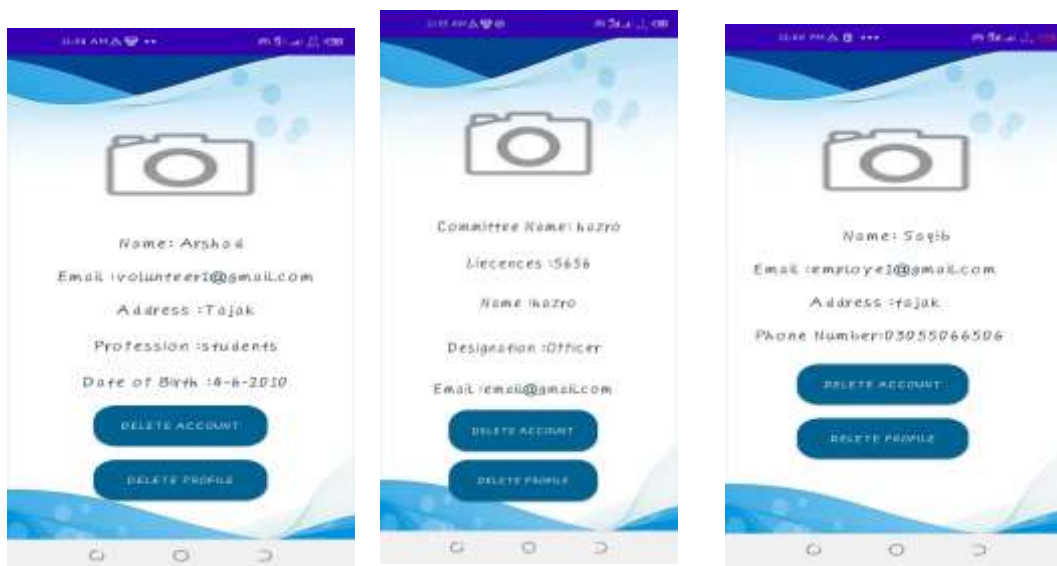 Name: Arshad
Email :volunteer1@gmail.com
Address :Tajak
Profession :students
Date of Birth :4-6-2010
DELETE ACCOUNT
DELETE PROFILE
Committee Name: hazro
Liecences :5656
Name :hazro
Designation :Officer
Email :email@gmail.com
DELETE ACCOUNT
DELETE PROFILE
Name: Saqib
Email :employe1@gmail.com
Address :tajak
Phone Number:03055066506
DELETE ACCOUNT
DELETE PROFILE